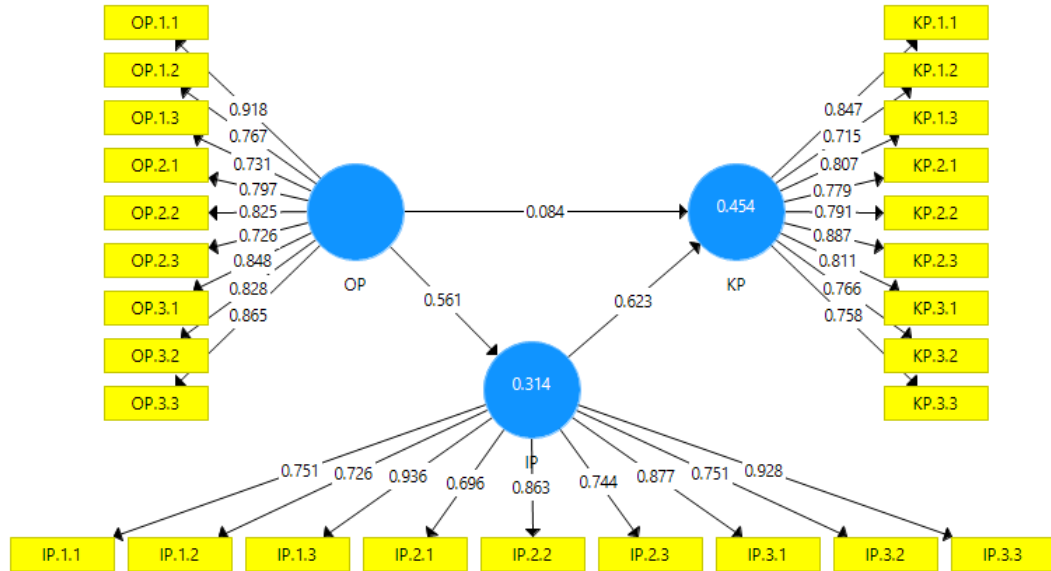 OP.1.1
OP.1.2
OP.1.3
OP.2.1
OP.2.2
OP.2.3
OP.3.1
OP.3.2
OP.3.3
0.918
0.767
0.731
0.797
0.825
0.726
0.848
0.828
0.865
OP
0.084
0.561
0.623
0.454
KP
0.847
0.715
0.807
0.779
0.791
0.887
0.811
0.766
0.758
KP.1.1
KP.1.2
KP.1.3
KP.2.1
KP.2.2
KP.2.3
KP.3.1
KP.3.2
KP.3.3
0.314
IP
0.751
0.726
0.936
0.696
0.863
0.744
0.877
0.751
0.928
IP.1.1
IP.1.2
IP.1.3
IP.2.1
IP.2.2
IP.2.3
IP.3.1
IP.3.2
IP.3.3